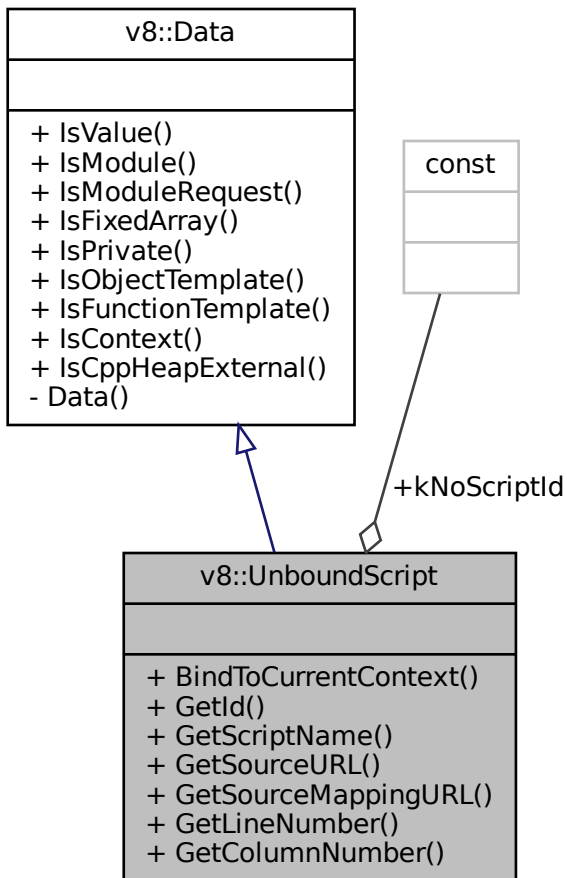 v8::Data
+ IsValue()
+ IsModule()
+ IsModuleRequest()
+ IsFixedArray()
+ IsPrivate()
+ IsObjectTemplate()
+ IsFunctionTemplate()
+ IsContext()
+ IsCppHeapExternal()
- Data()
const
+kNoScriptId
v8::UnboundScript
+ BindToCurrentContext()
+ GetId()
+ GetScriptName()
+ GetSourceURL()
+ GetSourceMappingURL()
+ GetLineNumber()
+ GetColumnNumber()